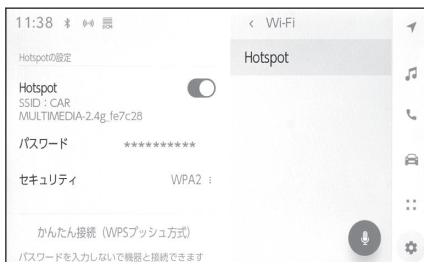 11:38
Hotspotの設定
Hotspot
SSID：CAR
MULTIMEDIA-2.4g_fe7c28
パスワード **********
セキュリティ WPA2
かんたん接続（WPSプッシュ方式）
パスワードを入力しないで機器と接続できます
< Wi-Fi
Hotspot